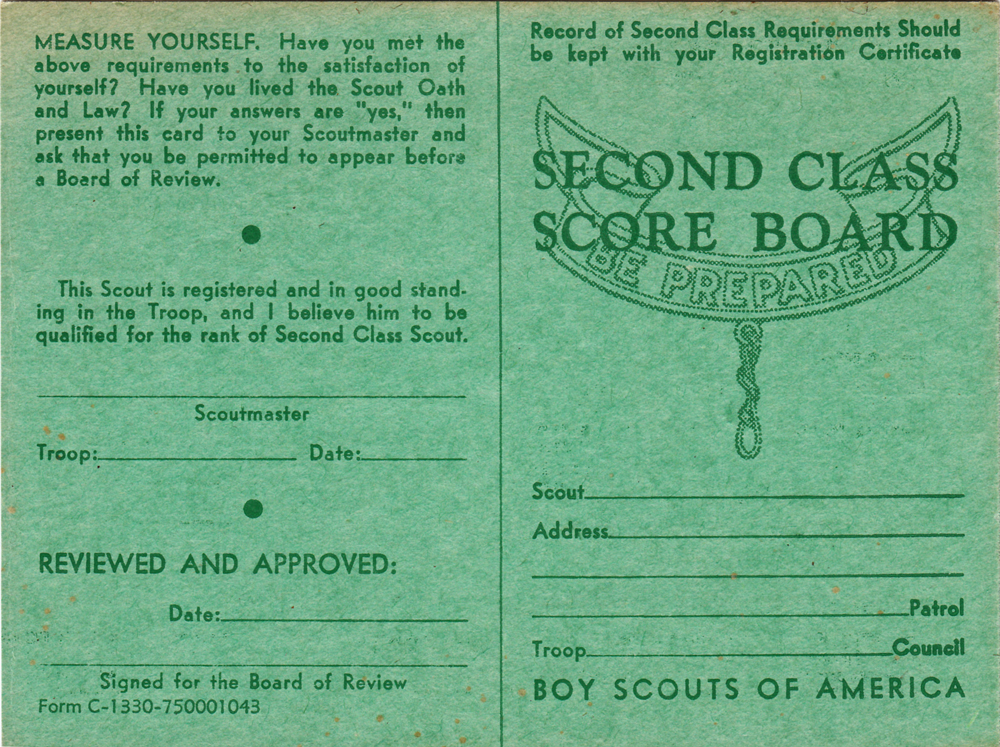 MEASURE YOURSELF. Have you met the
above requirements to the satisfaction of
yourself? Have you lived the Scout Oath
and Law? If your answers are "yes," then
present this card to your Scoutmaster and
ask that you be permitted to appear before
a Board of Review.
This Scout is registered and in good stand-
ing in the Troop, and I believe him to be
qualified for the rank of Second Class Scout.
Scoutmaster
Troop: Date:
REVIEWED AND APPROVED:
Date:
Signed for the Board of Review
Form C-1330-750001043
Record of Second Class Requirements Should
be kept with your Registration Certificate
SECOND CLASS
SCORE BOARD
BE PREPARED
Scout
Address
Patrol
Troop Council
BOY SCOUTS OF AMERICA